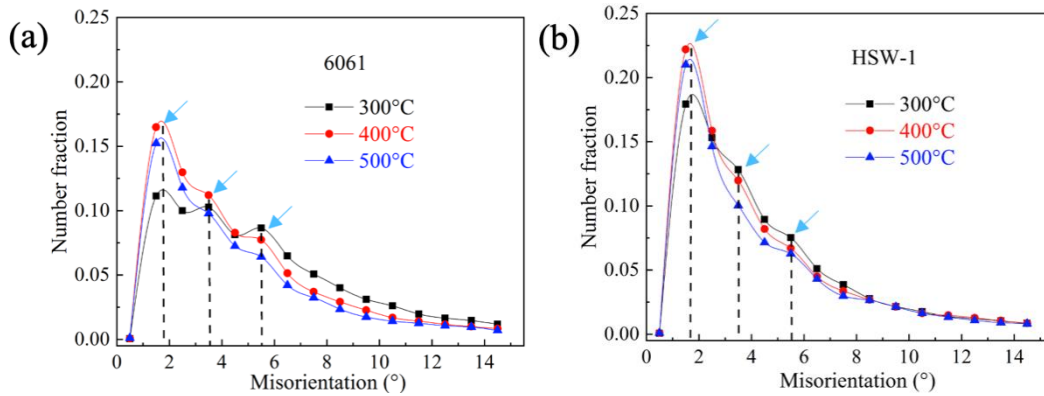 (a)
6061
300°C
400°C
500°C
Number fraction
0.25
0.20
0.15
0.10
0.05
0.00
0 2 4 6 8 10 12 14
Misorientation (°)
(b)
HSW-1
300°C
400°C
500°C
Number fraction
0.25
0.20
0.15
0.10
0.05
0.00
0 2 4 6 8 10 12 14
Misorientation (°)